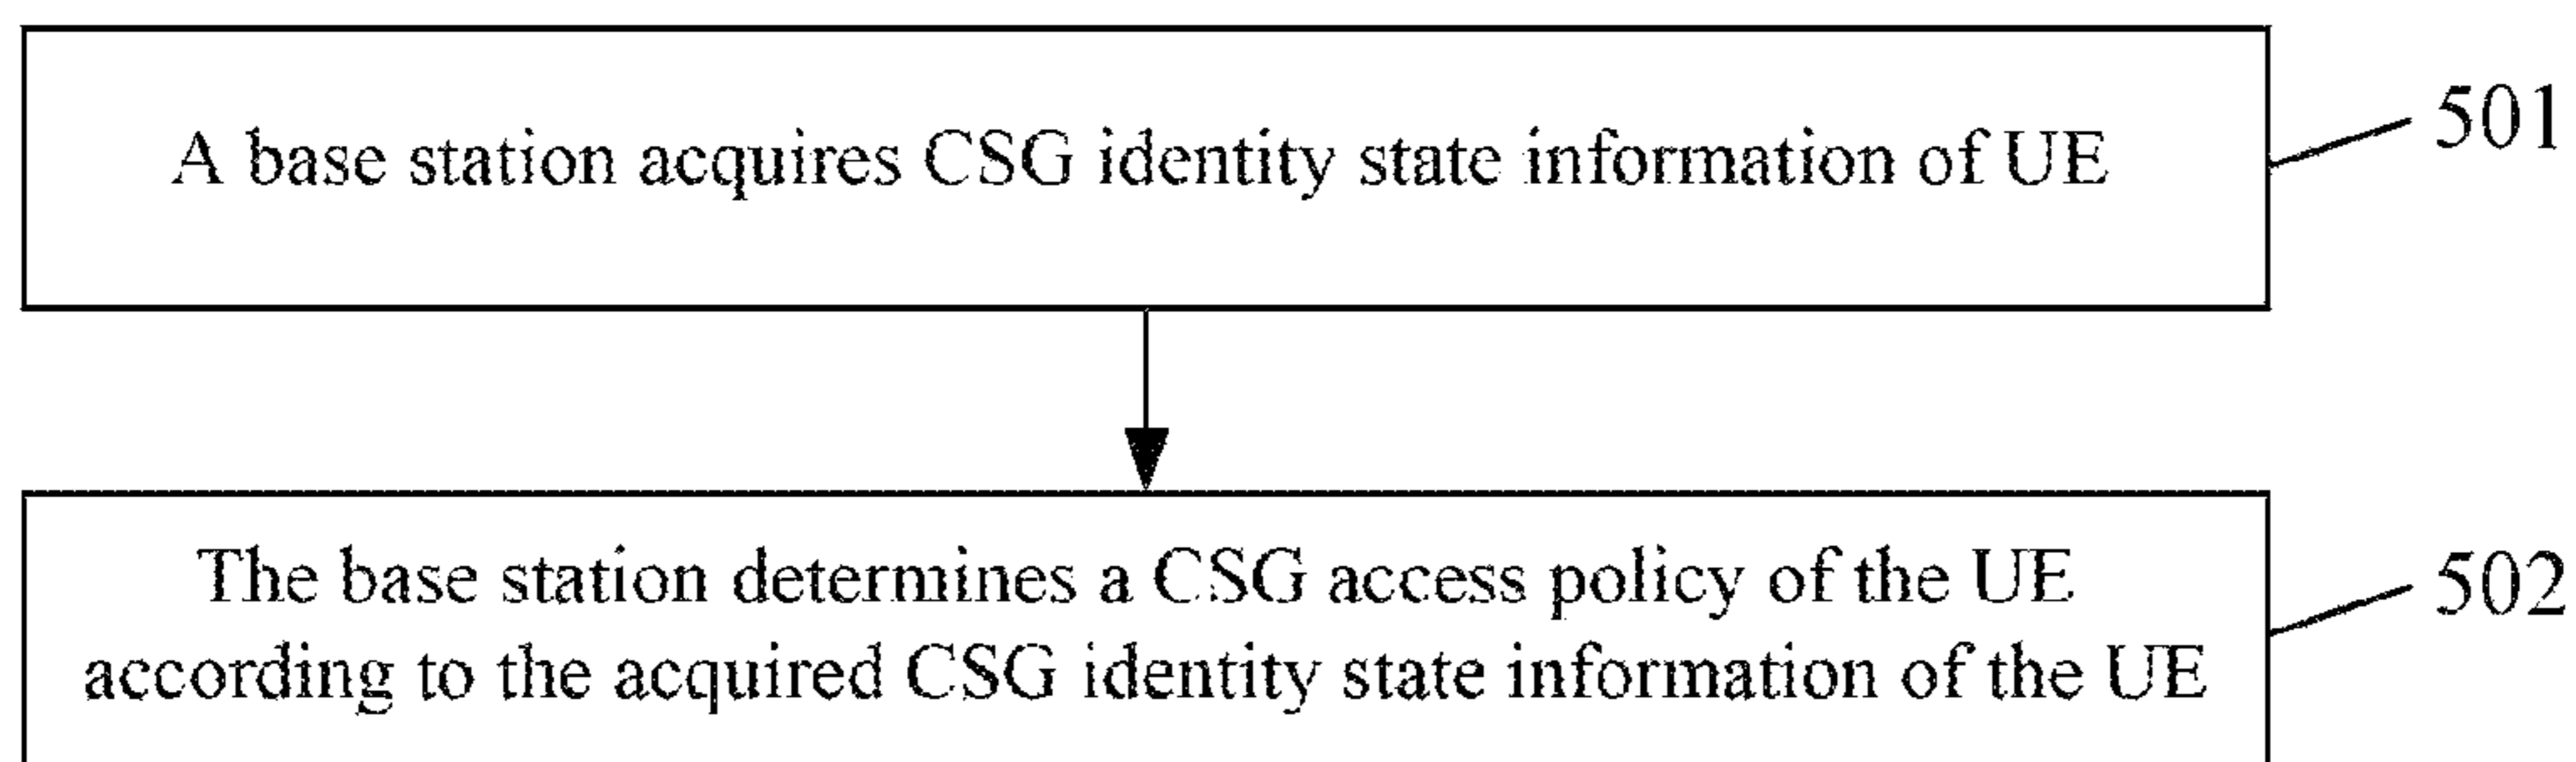 A base station acquires CSG identity state information of UE
501
The base station determines a CSG access policy of the UE
according to the acquired CSG identity state information of the UE
502